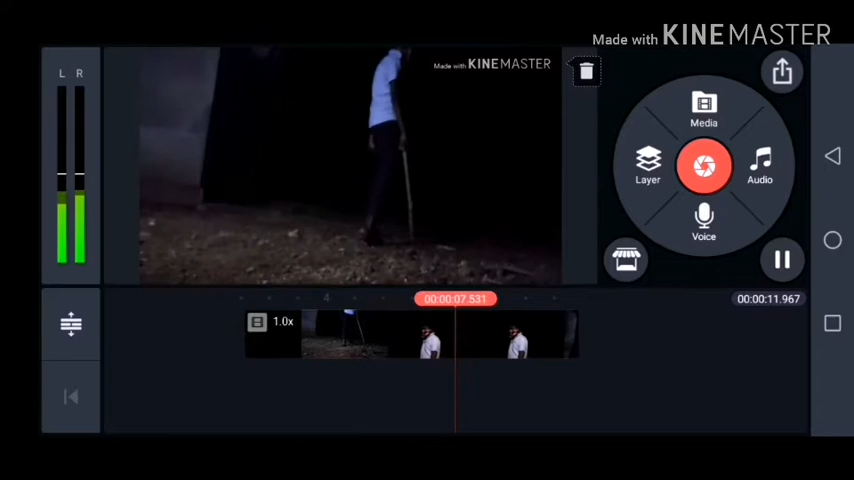 Made with KINEMASTER
Made with KINEMASTER
L R
Media
Layer
Audio
Voice
4
00:00:07.531
00:00:11.967
1.0x